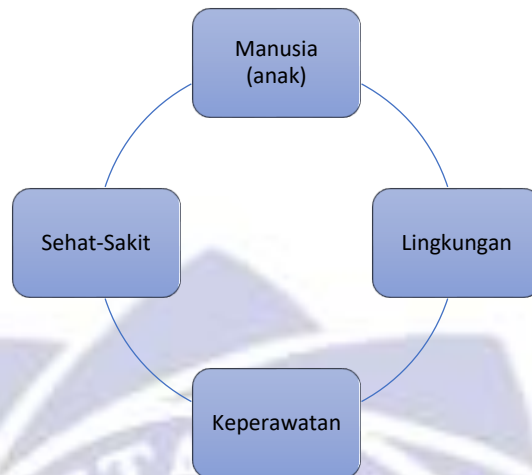 Manusia
(anak)
Sehat-Sakit
Lingkungan
Keperawatan